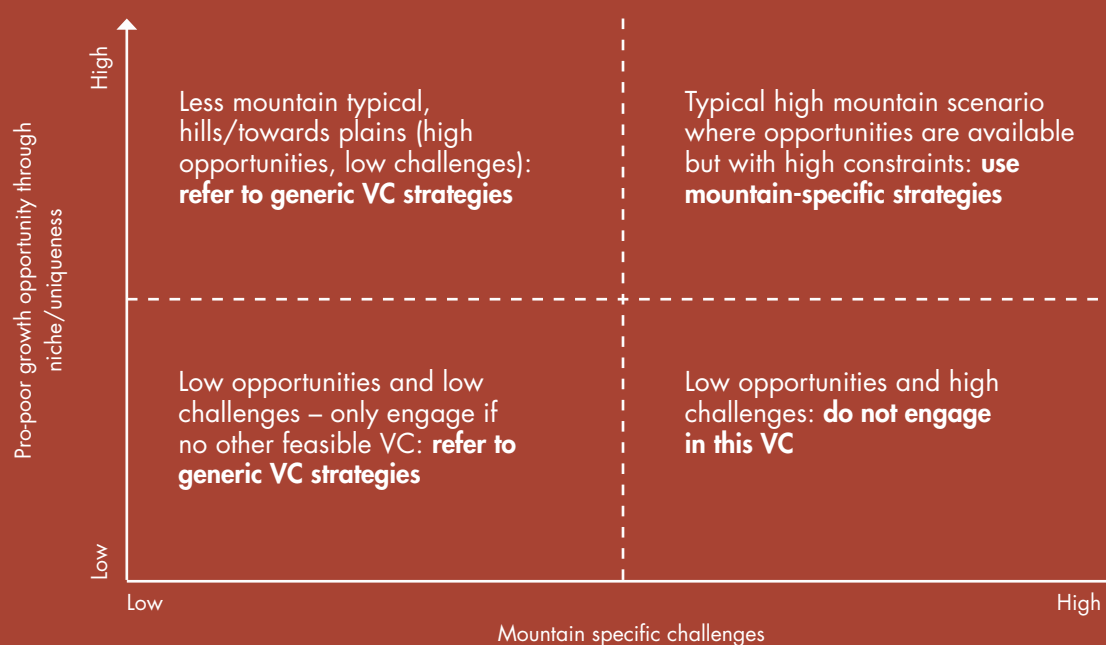 High
Pro-poor growth opportunity through
niche/uniqueness
Low
Less mountain typical,
hills/towards plains (high
opportunities, low challenges):
refer to generic VC strategies
Typical high mountain scenario
where opportunities are available
but with high constraints: use
mountain-specific strategies
Low opportunities and low
challenges – only engage if
no other feasible VC: refer to
generic VC strategies
Low opportunities and high
challenges: do not engage
in this VC
Low
High
Mountain specific challenges